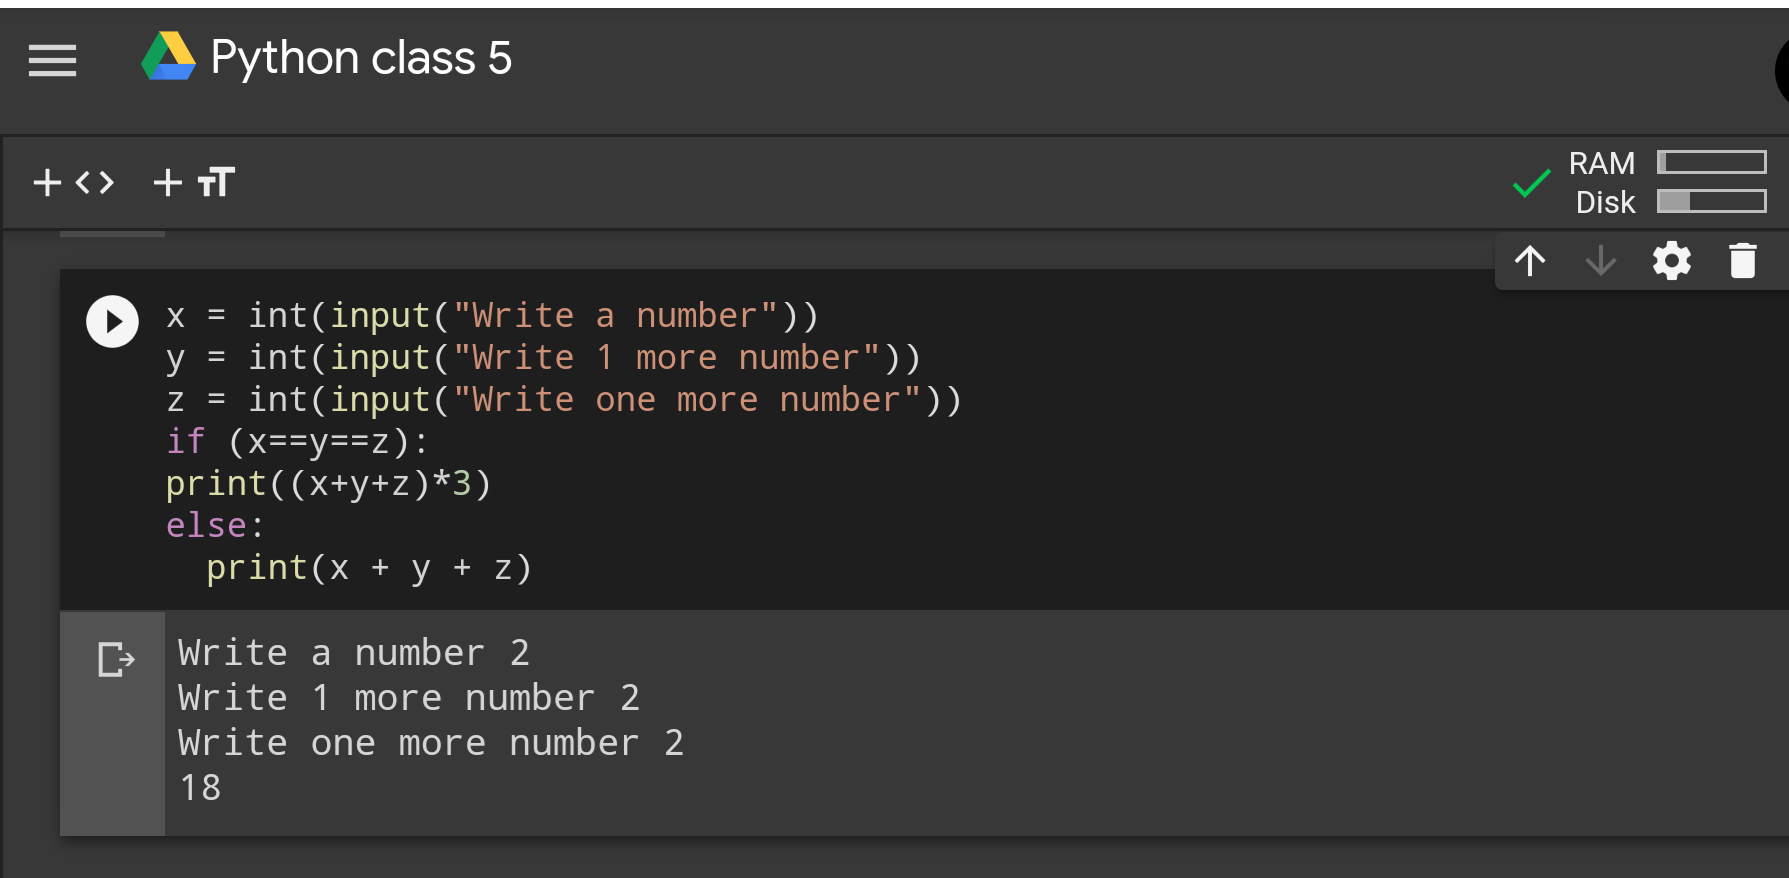 Python class 5
+ <> + TT
RAM
Disk
x = int(input("Write a number"))
y = int(input("Write 1 more number"))
z = int(input("Write one more number"))
if (x==y==z):
print((x+y+z)*3)
else:
  print(x + y + z)
Write a number 2
Write 1 more number 2
Write one more number 2
18